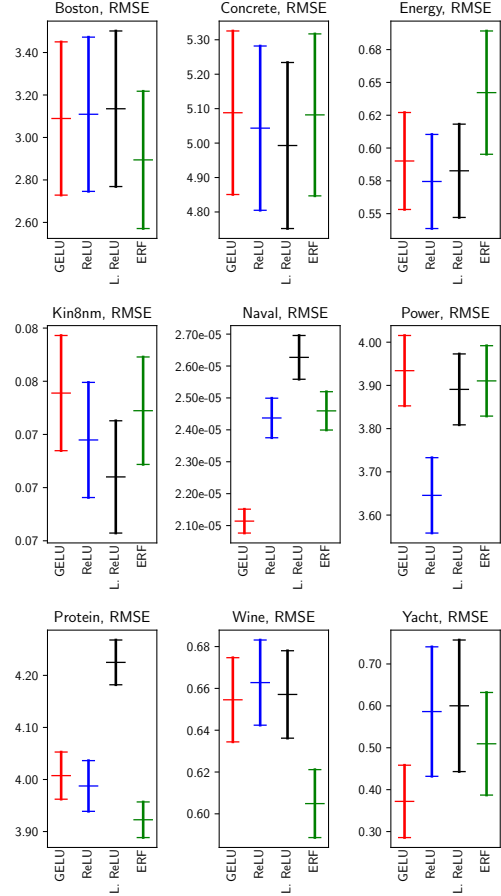 Boston, RMSE
3.40
3.20
3.00
2.80
2.60
GELU
ReLU
L. ReLU
ERF
Concrete, RMSE
5.30
5.20
5.10
5.00
4.90
4.80
GELU
ReLU
L. ReLU
ERF
Energy, RMSE
0.68
0.65
0.62
0.60
0.58
0.55
GELU
ReLU
L. ReLU
ERF
Kin8nm, RMSE
0.08
0.08
0.07
0.07
0.07
GELU
ReLU
L. ReLU
ERF
Naval, RMSE
2.70e-05
2.60e-05
2.50e-05
2.40e-05
2.30e-05
2.20e-05
2.10e-05
GELU
ReLU
L. ReLU
ERF
Power, RMSE
4.00
3.90
3.80
3.70
3.60
GELU
ReLU
L. ReLU
ERF
Protein, RMSE
4.20
4.10
4.00
3.90
GELU
ReLU
L. ReLU
ERF
Wine, RMSE
0.68
0.66
0.64
0.62
0.60
GELU
ReLU
L. ReLU
ERF
Yacht, RMSE
0.70
0.60
0.50
0.40
0.30
GELU
ReLU
L. ReLU
ERF